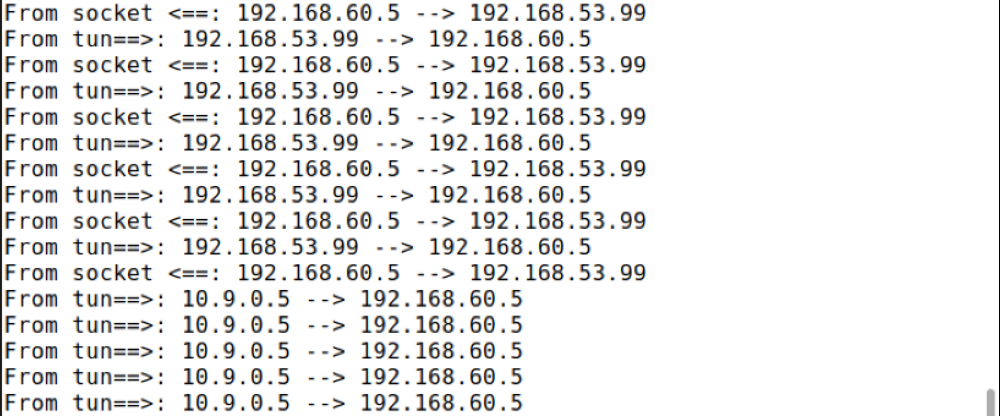 From socket <==: 192.168.60.5 --> 192.168.53.99
From tun==>: 192.168.53.99 --> 192.168.60.5
From socket <==: 192.168.60.5 --> 192.168.53.99
From tun==>: 192.168.53.99 --> 192.168.60.5
From socket <==: 192.168.60.5 --> 192.168.53.99
From tun==>: 192.168.53.99 --> 192.168.60.5
From socket <==: 192.168.60.5 --> 192.168.53.99
From tun==>: 192.168.53.99 --> 192.168.60.5
From socket <==: 192.168.60.5 --> 192.168.53.99
From tun==>: 192.168.53.99 --> 192.168.60.5
From socket <==: 192.168.60.5 --> 192.168.53.99
From tun==>: 10.9.0.5 --> 192.168.60.5
From tun==>: 10.9.0.5 --> 192.168.60.5
From tun==>: 10.9.0.5 --> 192.168.60.5
From tun==>: 10.9.0.5 --> 192.168.60.5
From tun==>: 10.9.0.5 --> 192.168.60.5